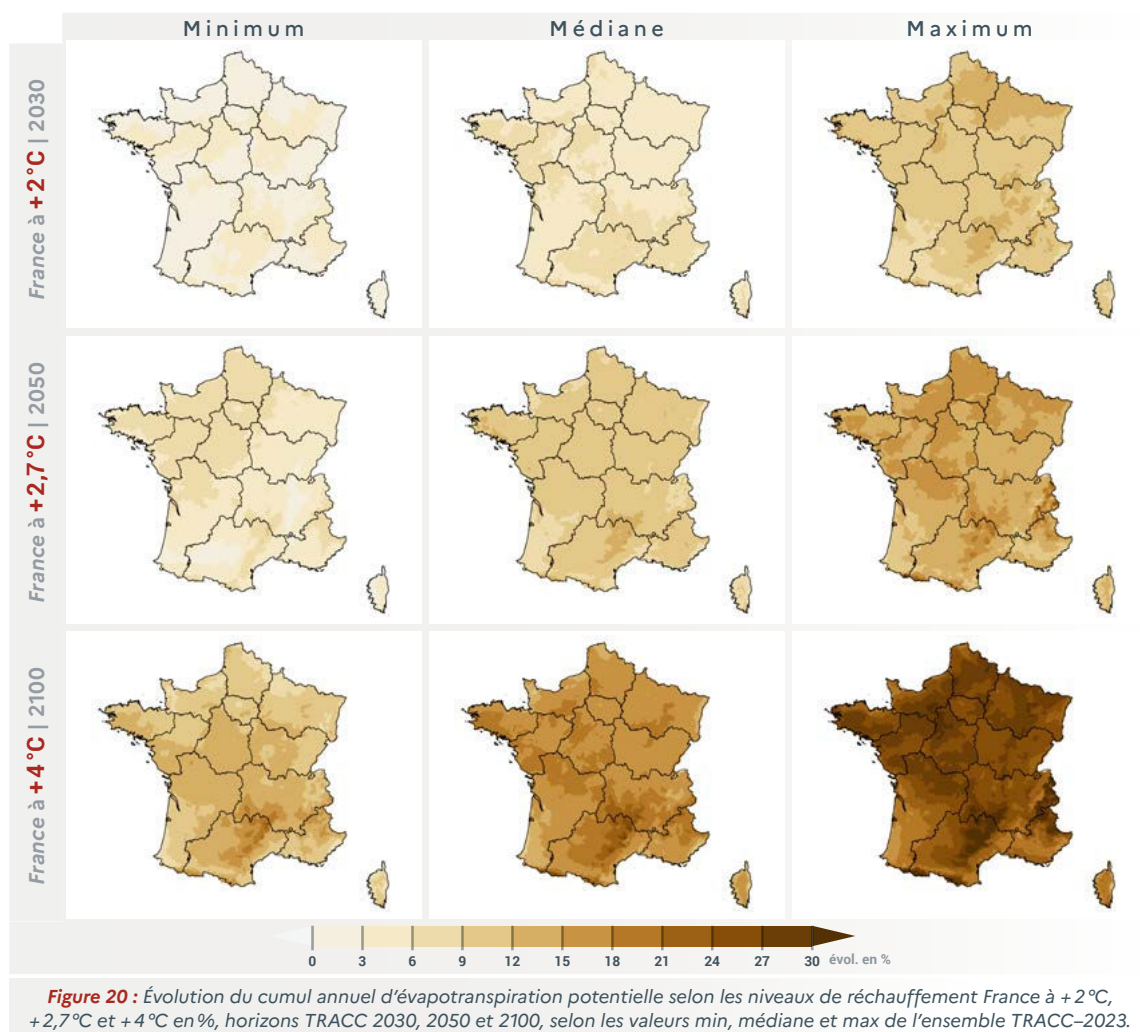 Minimum Médiane Maximum
France à +2°C | 2030
France à +2,7°C | 2050
France à +4°C | 2100
0 3 6 9 12 15 18 21 24 27 30 évol. en %
Figure 20 : Évolution du cumul annuel d’évapotranspiration potentielle selon les niveaux de réchauffement France à +2°C,
+2,7°C et +4°C en%, horizons TRACC 2030, 2050 et 2100, selon les valeurs min, médiane et max de l’ensemble TRACC–2023.